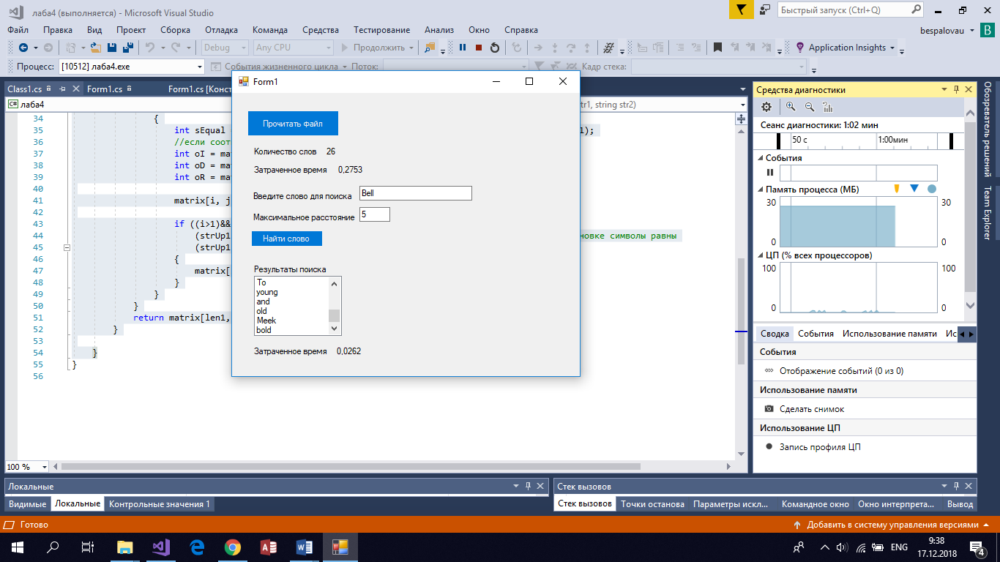 лаба4 (выполняется) - Microsoft Visual Studio
Быстрый запуск (Ctrl+Q)
Файл Правка Вид Проект Сборка Отладка Команда Средства Тестирование Анализ Окно Справка
bespalovau B
Debug Any CPU Продолжить Application Insights
Процесс: [10512] лаба4.exe События жизненного цикла Поток: Кадр стека:
Class1.cs Form1.cs Form1.cs [Конст
C# лаба4
tr1, string str2)
34 {
35 int sEqual 1);
36 //если соот
37 int oI = mat
38 int oD = mat
39 int oR = mat
40
41 matrix[i, j
42
43 if ((i>1)&&
44 (strUp1 новке символы равны
45 (strUp1
46 {
47 matrix[
48 }
49 }
50 }
51 return matrix[len1,
52 }
53
54 }
55 }
56
100 %
Form1
Прочитать файл
Количество слов 26
Затраченное время 0,2753
Введите слово для поиска Bell
Максимальное расстояние 5
Найти слово
Результаты поиска
To
young
and
old
Meek
bold
Затраченное время 0,0262
Средства диагностики
Сеанс диагностики: 1:02 мин
50 с 1:00мин
События
Память процесса (МБ)
30 30
0 0
ЦП (% всех процессоров)
100 100
0 0
Сводка События Использование памяти Ис
События
Отображение событий (0 из 0)
Использование памяти
Сделать снимок
Использование ЦП
Запись профиля ЦП
Обозреватель решений
Team Explorer
Локальные
Видимые Локальные Контрольные значения 1
Стек вызовов
Стек вызовов Точки останова Параметры искл... Командное окно Окно интерпрета... Вывод
Готово
Добавить в систему управления версиями
ENG
9:38
17.12.2018
4